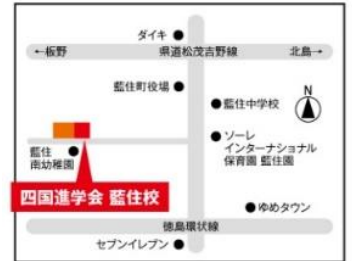 ダイキ
←板野
県道松茂吉野線
北島→
藍住町役場
N
藍住中学校
藍住
南幼稚園
ソーレ
インターナショナル
保育園 藍住園
四国進学会 藍住校
ゆめタウン
徳島環状線
セブンイレブン